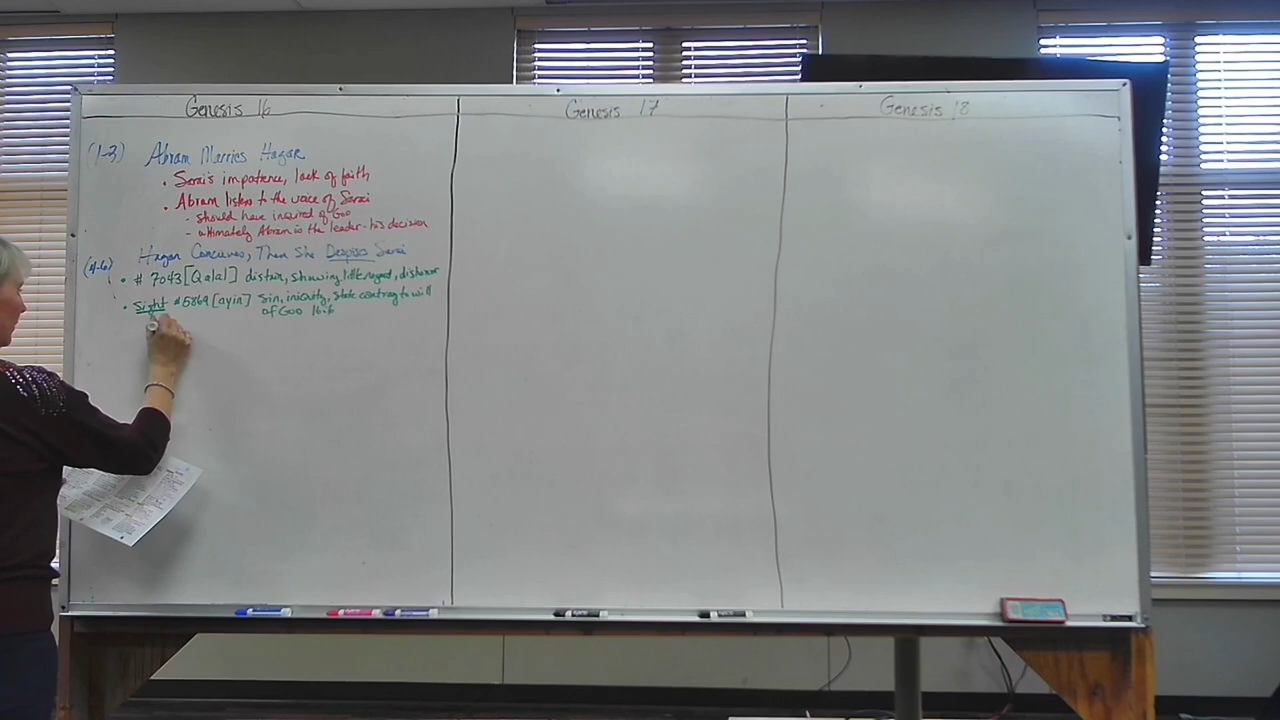 Genesis 16
(1-3) Abram Marries Hagar
• Sarai's impatience, lack of faith
• Abram listens to the voice of Sarai
- should have inquired of God
- ultimately Abram is the leader - his decision
(4-6) Hagar Conceives, Then She Despise Sarai
• # 7043 [Qalal] distain, showing little regard, dishonor
• Sight #5869 [ayin] sin, iniquity, state contrary to will
of God 16:6
Genesis 17
Genesis 18